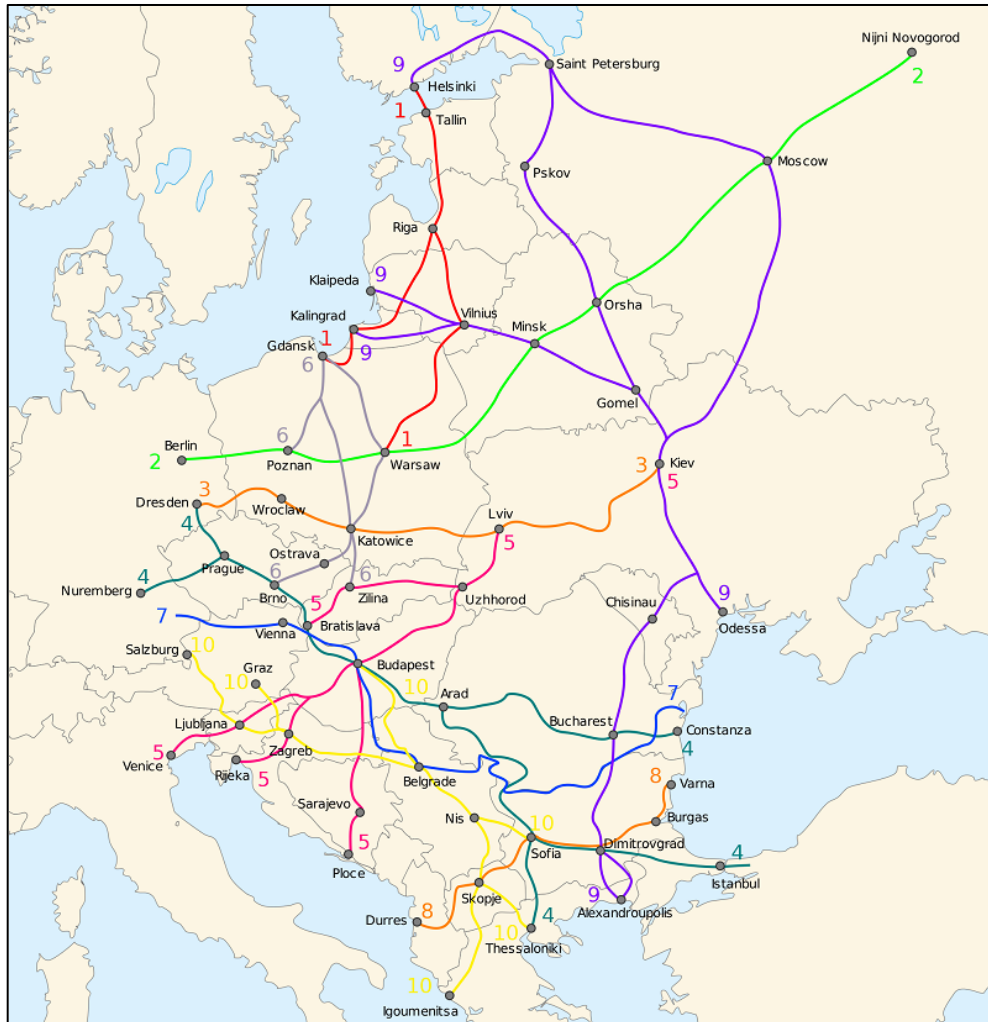 Nijni Novogorod
9
Saint Petersburg
2
Helsinki
1
Tallin
Moscow
Pskov
Riga
Klaipeda
9
Orsha
Kalingrad
Vilnius
Minsk
1
Gdansk
9
6
Gomel
6
1
Berlin
2
Poznan
Warsaw
3
Kiev
5
Dresden
3
Wroclaw
4
Lviv
5
Katowice
Prague
Ostrava
6
6
Nuremberg
4
Brno
Zilina
Uzhhorod
5
Chisinau
9
7
Vienna
Bratislava
Odessa
Salzburg
10
Graz
Budapest
10
10
Arad
7
Ljubljana
Bucharest
Constanza
Zagreb
4
Venice
5
Rijeka
5
Belgrade
8
Varna
Sarajevo
Nis
10
Burgas
5
Sofia
Dimitrovgrad
Ploce
4
Istanbul
Skopje
9
Durres
8
4
Alexandroupolis
10
Thessaloniki
10
Igoumenitsa